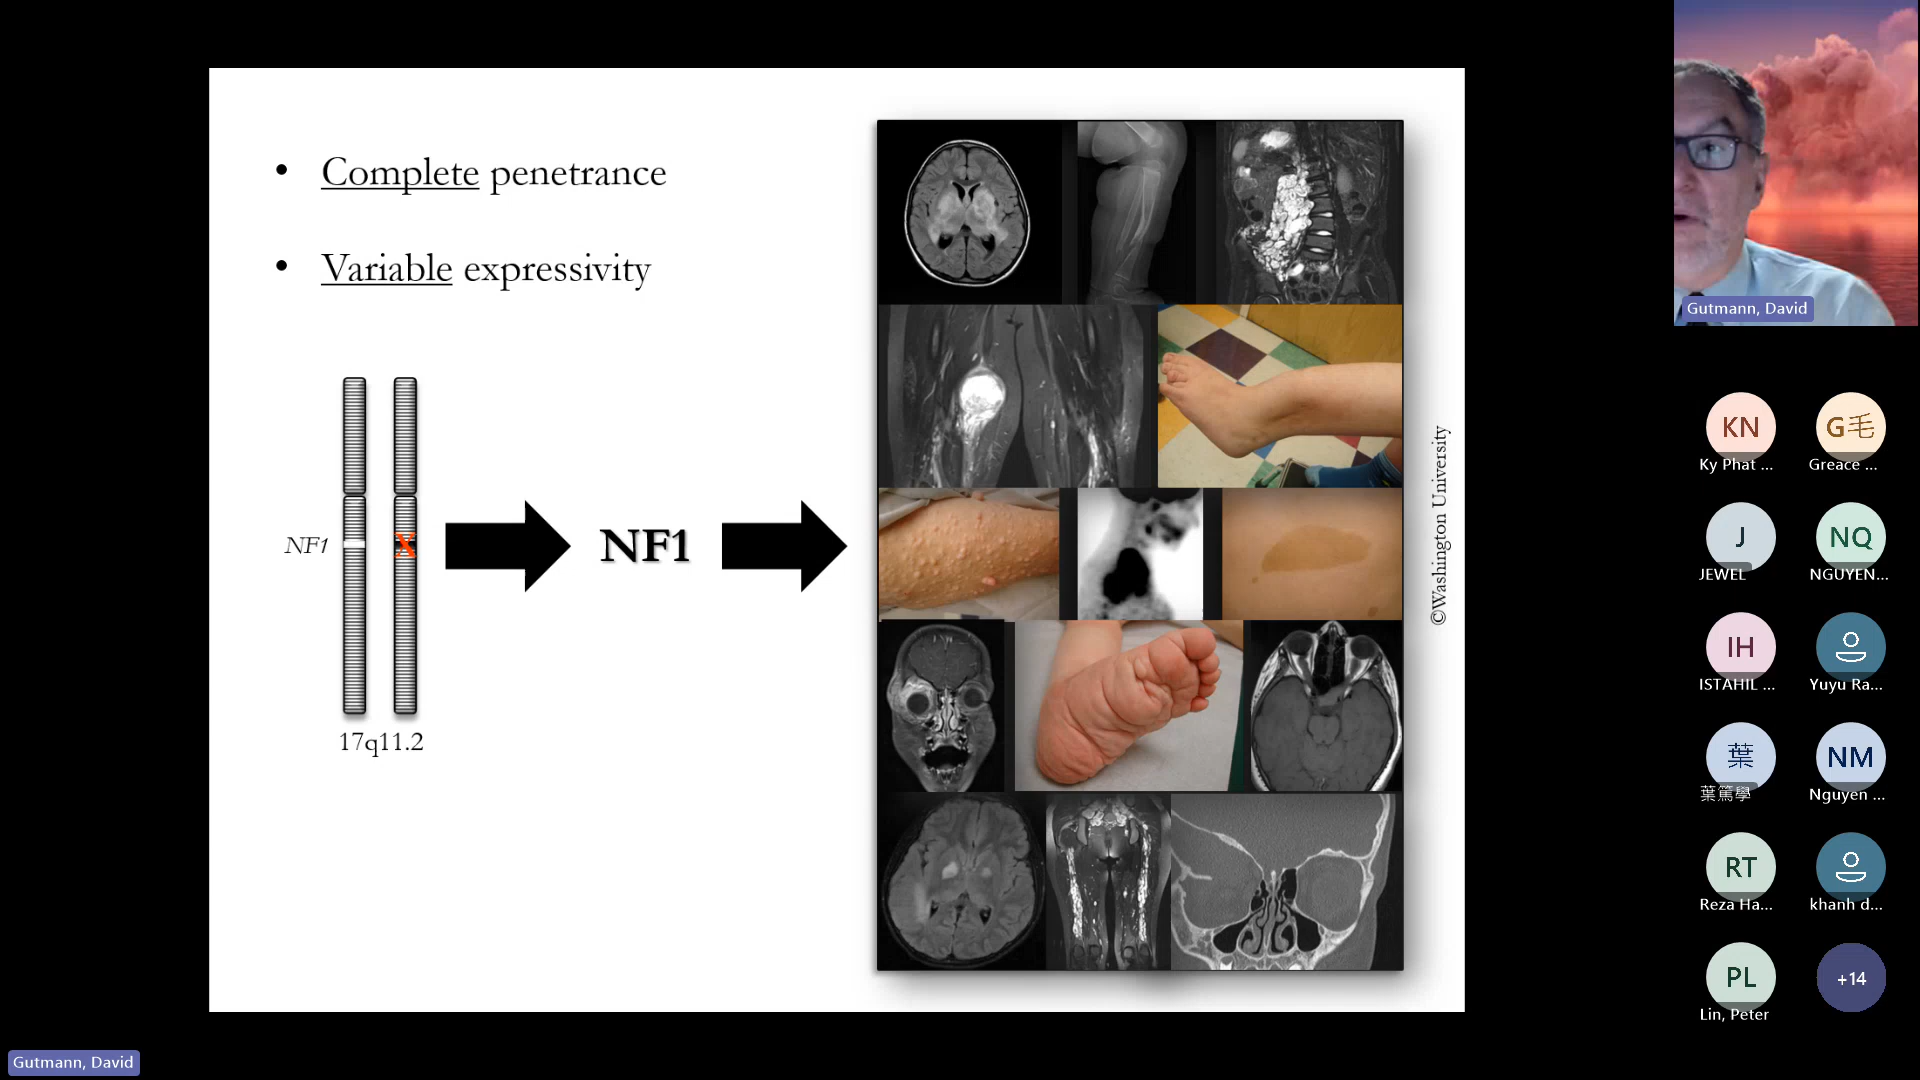 • Complete penetrance
• Variable expressivity
NF1
X
NF1
17q11.2
©Washington University
Gutmann, David
KN
Ky Phat ...
G毛
Greace ...
J
JEWEL
NQ
NGUYEN...
IH
ISTAHIL ...
Yuyu Ra...
葉
葉篤學
NM
Nguyen ...
RT
Reza Ha...
khanh d...
PL
Lin, Peter
+14
Gutmann, David